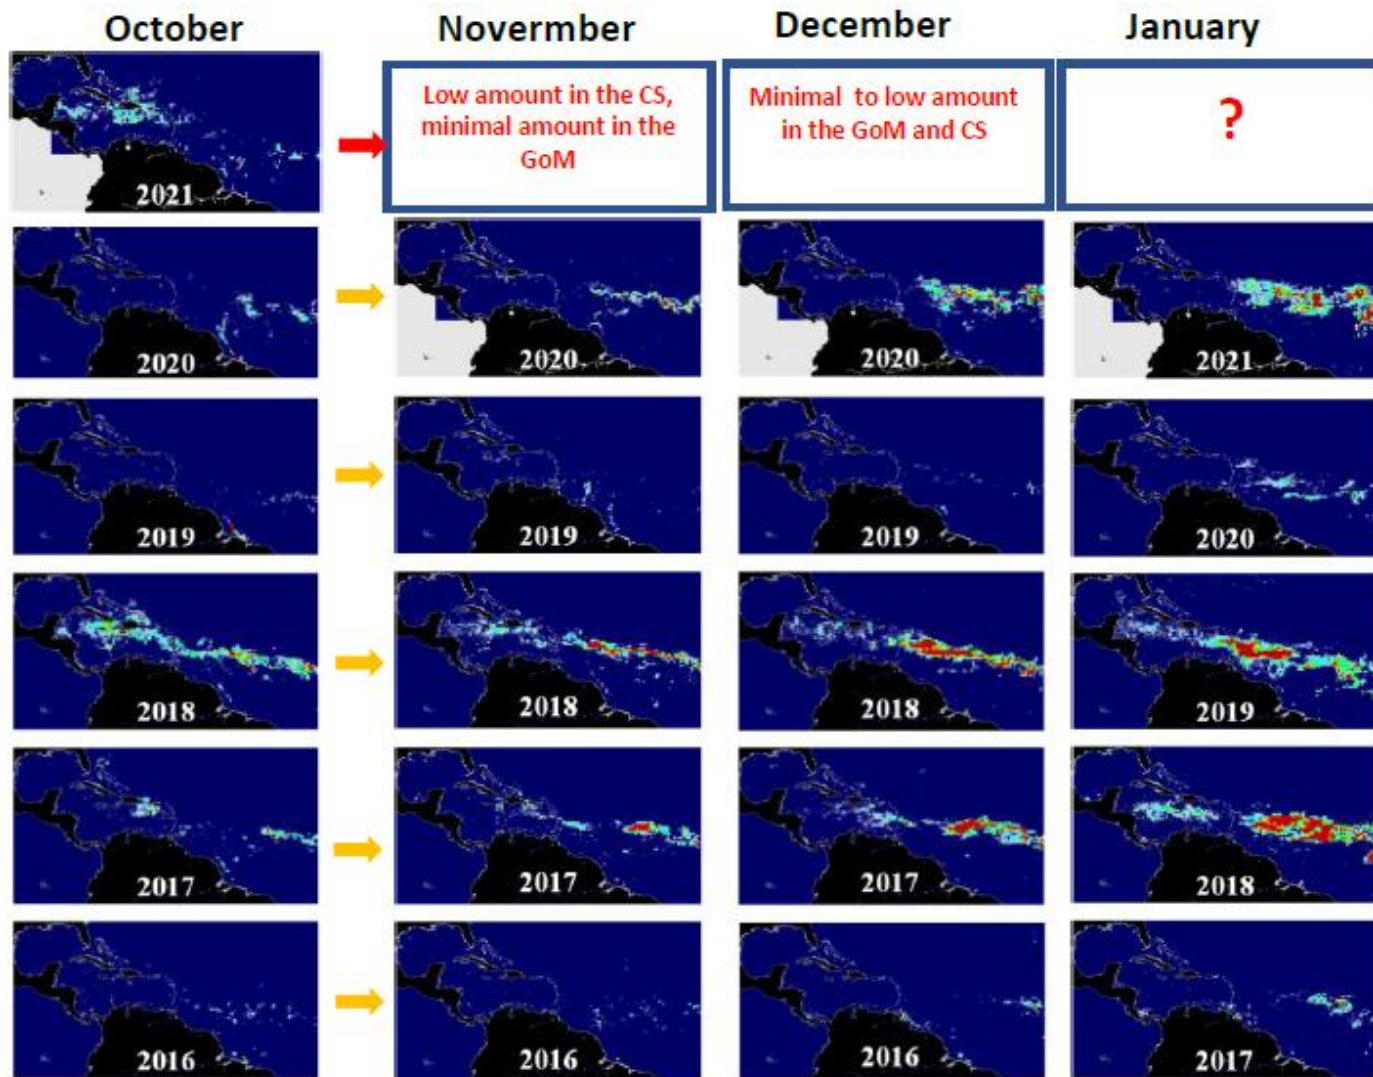 October
Novermber
December
January
Low amount in the CS,
minimal amount in the
GoM
Minimal  to low amount
in the GoM and CS
?
2021
2020
2020
2020
2021
2019
2019
2019
2020
2018
2018
2018
2019
2017
2017
2017
2018
2016
2016
2016
2017